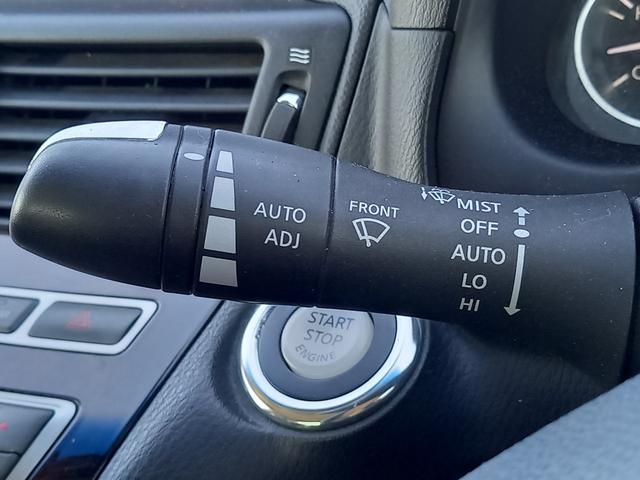 AUTO
ADJ
FRONT
MIST
OFF
AUTO
LO
HI
START
STOP
ENGINE